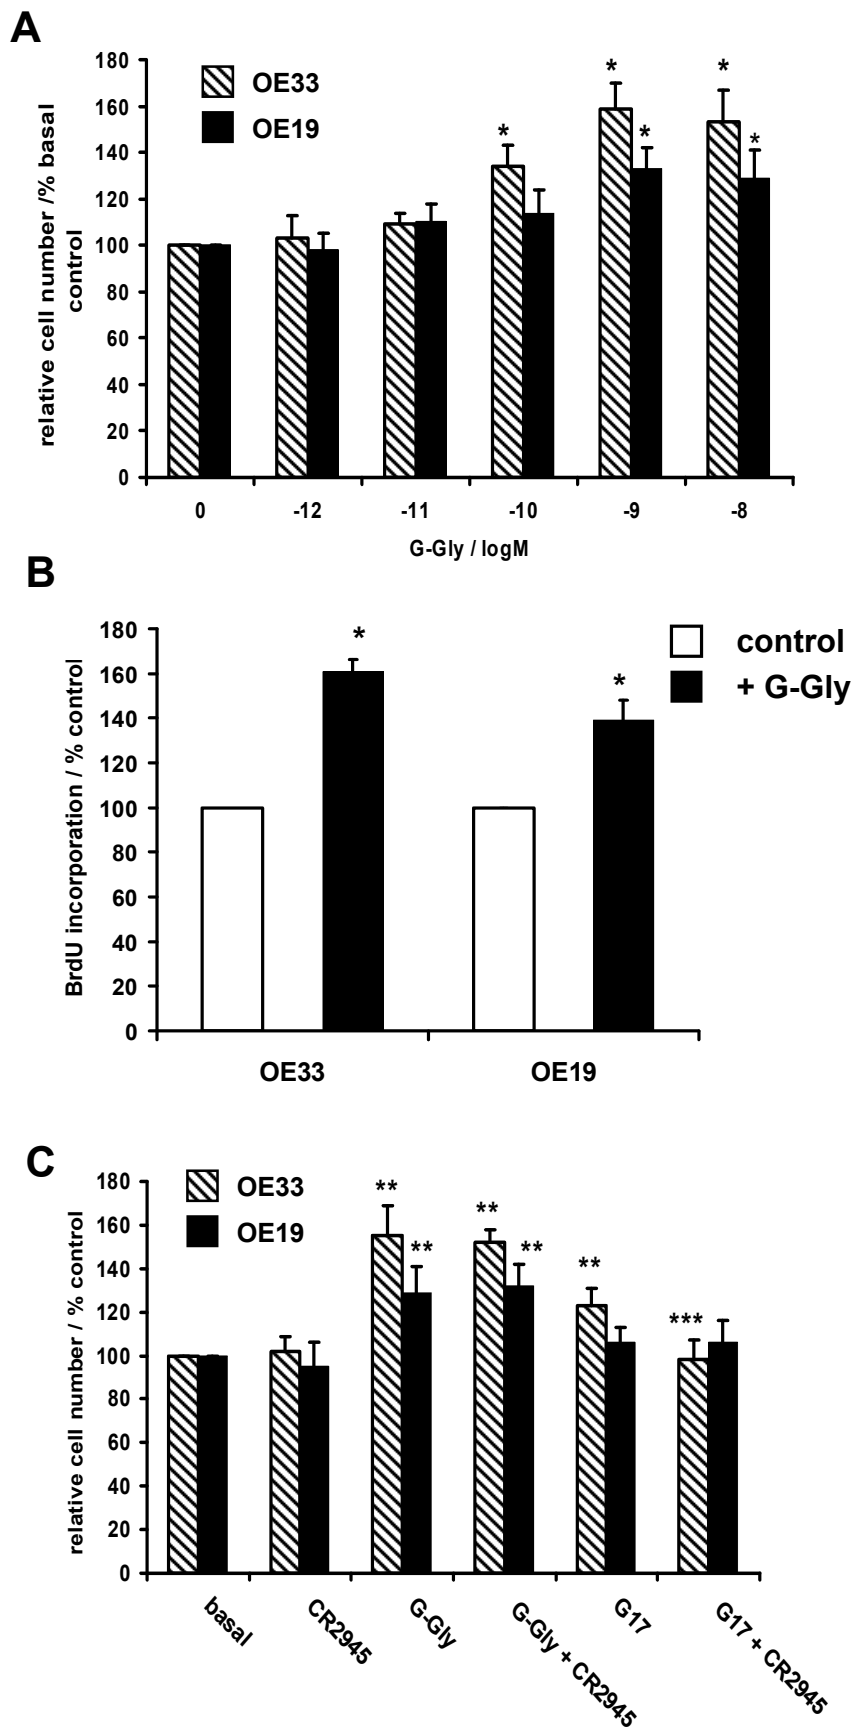 A
180
160
140
120
100
80
60
40
20
0
relative cell number /% basal
control
OE33
OE19
*
*
*
*
*
0 -12 -11 -10 -9 -8
G-Gly / logM
B
180
160
140
120
100
80
60
40
20
0
BrdU incorporation / % control
*
*
control
+ G-Gly
OE33 OE19
C
180
160
140
120
100
80
60
40
20
0
relative cell number / % control
OE33
OE19
**
**
**
**
**
***
basal
CR2945
G-Gly
G-Gly + CR2945
G17
G17 + CR2945